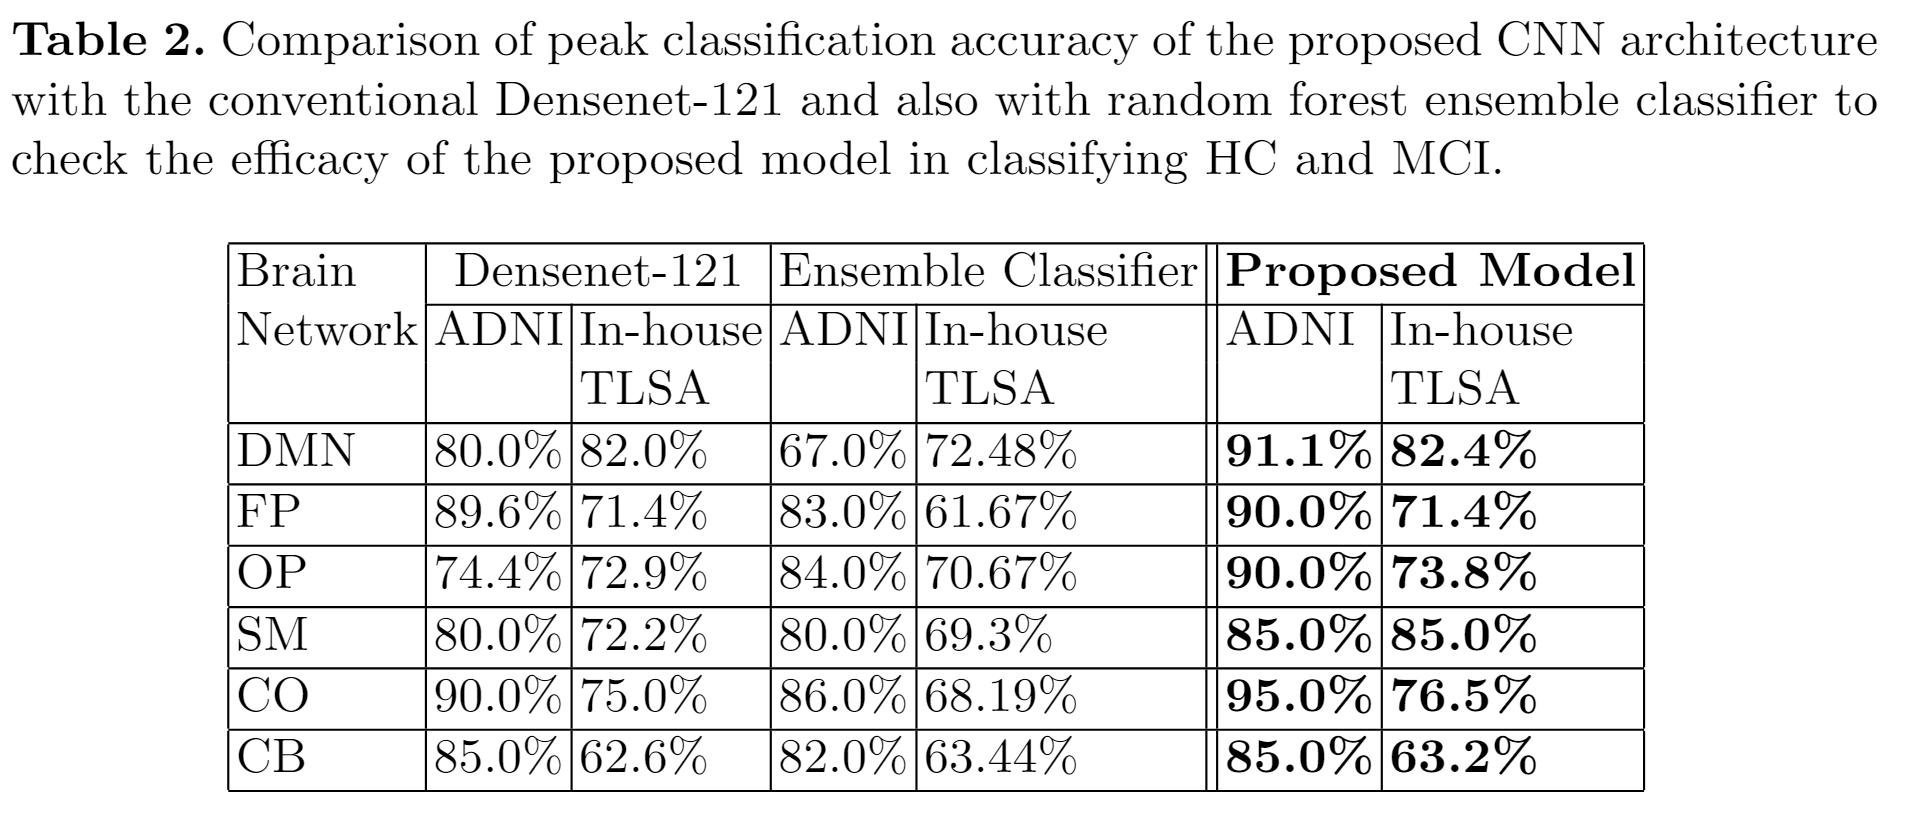 Table 2. Comparison of peak classification accuracy of the proposed CNN architecture
with the conventional Densenet-121 and also with random forest ensemble classifier to
check the efficacy of the proposed model in classifying HC and MCI.
Brain Densenet-121 Ensemble Classifier Proposed Model
Network ADNI In-house ADNI In-house ADNI In-house
TLSA TLSA TLSA
DMN 80.0% 82.0% 67.0% 72.48% 91.1% 82.4%
FP 89.6% 71.4% 83.0% 61.67% 90.0% 71.4%
OP 74.4% 72.9% 84.0% 70.67% 90.0% 73.8%
SM 80.0% 72.2% 80.0% 69.3% 85.0% 85.0%
CO 90.0% 75.0% 86.0% 68.19% 95.0% 76.5%
CB 85.0% 62.6% 82.0% 63.44% 85.0% 63.2%